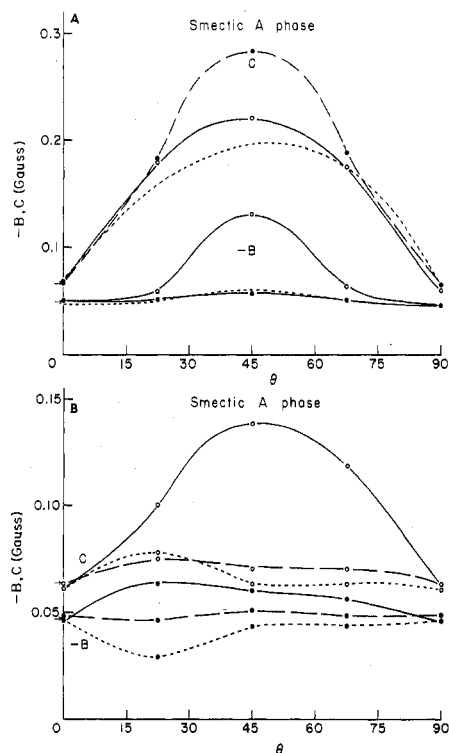 A
Smectic A phase
0.3
C
0.2
-B, C (Gauss)
-B
0.1
0 15 30 45 60 75 90
θ
0.15
B
Smectic A phase
0.10
-B, C (Gauss)
C
0.05
-B
0 15 30 45 60 75 90
θ